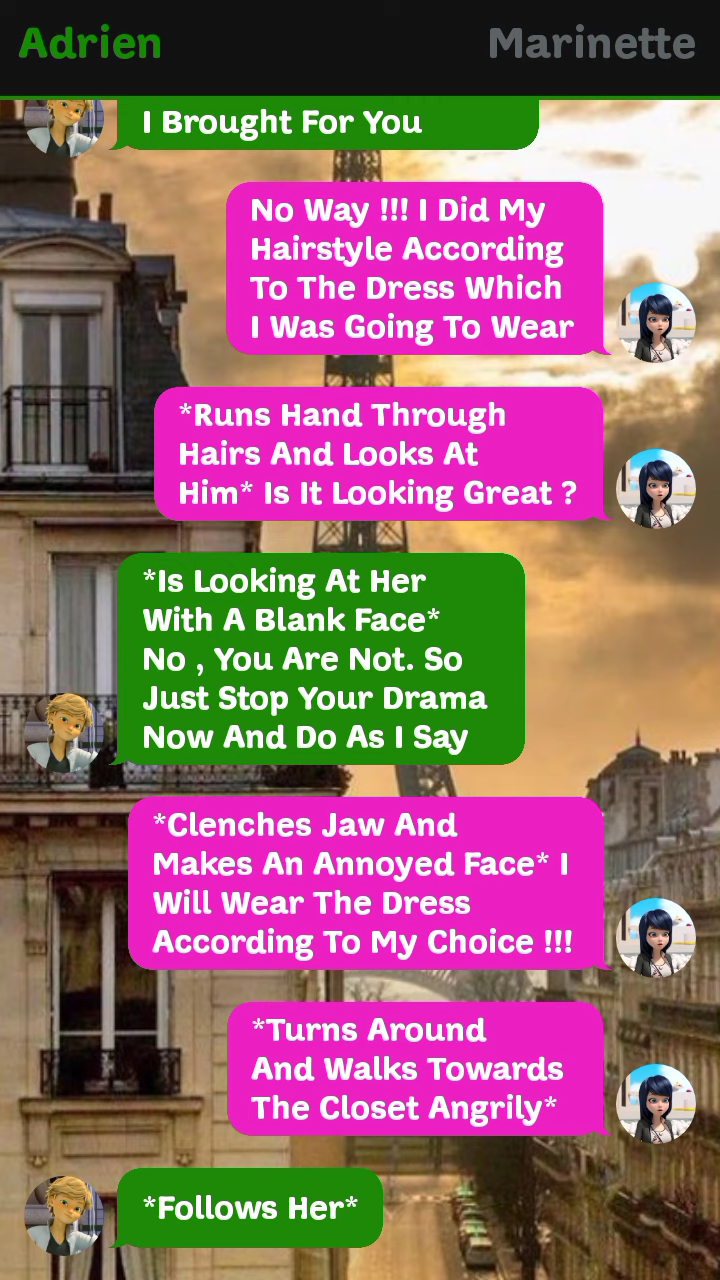 Adrien
Marinette
I Brought For You
No Way !!! I Did My
Hairstyle According
To The Dress Which
I Was Going To Wear
*Runs Hand Through
Hairs And Looks At
Him* Is It Looking Great ?
*Is Looking At Her
With A Blank Face*
No , You Are Not. So
Just Stop Your Drama
Now And Do As I Say
*Clenches Jaw And
Makes An Annoyed Face* I
Will Wear The Dress
According To My Choice !!!
*Turns Around
And Walks Towards
The Closet Angrily*
*Follows Her*